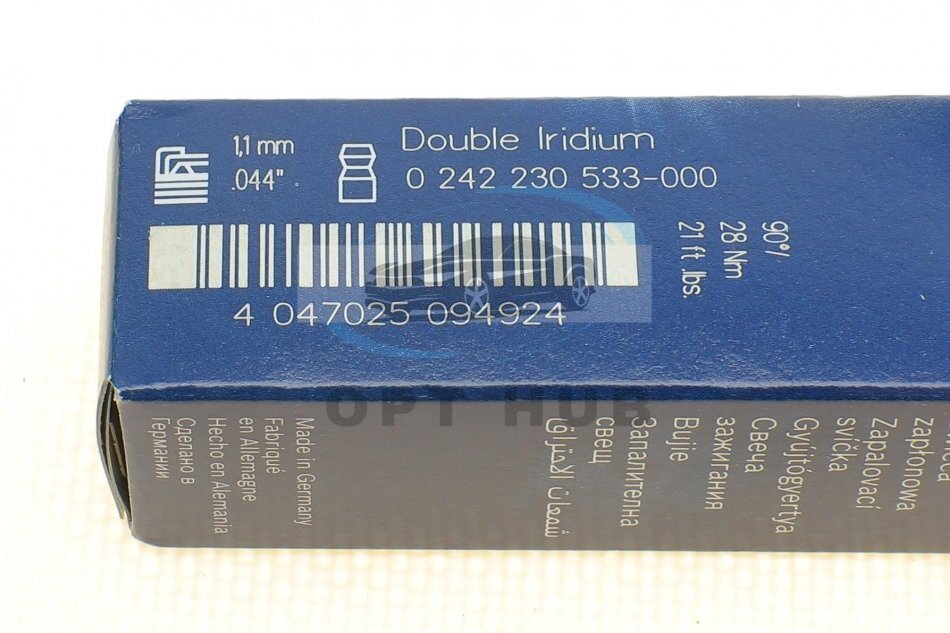 1,1 mm
.044"
Double Iridium
0 242 230 533-000
90°/
28 Nm
21 ft .lbs.
4 047025 094924
OPT HUB
Made in Germany
Fabriqué
en Allemagne
Hecho en Alemania
Сделано в
Германии
zapłonowa
Zapalovací
svíčka
Gyújtógyertya
Свеча
зажигания
Bujie
Запалителна
свещ
شمعات الاحتراق